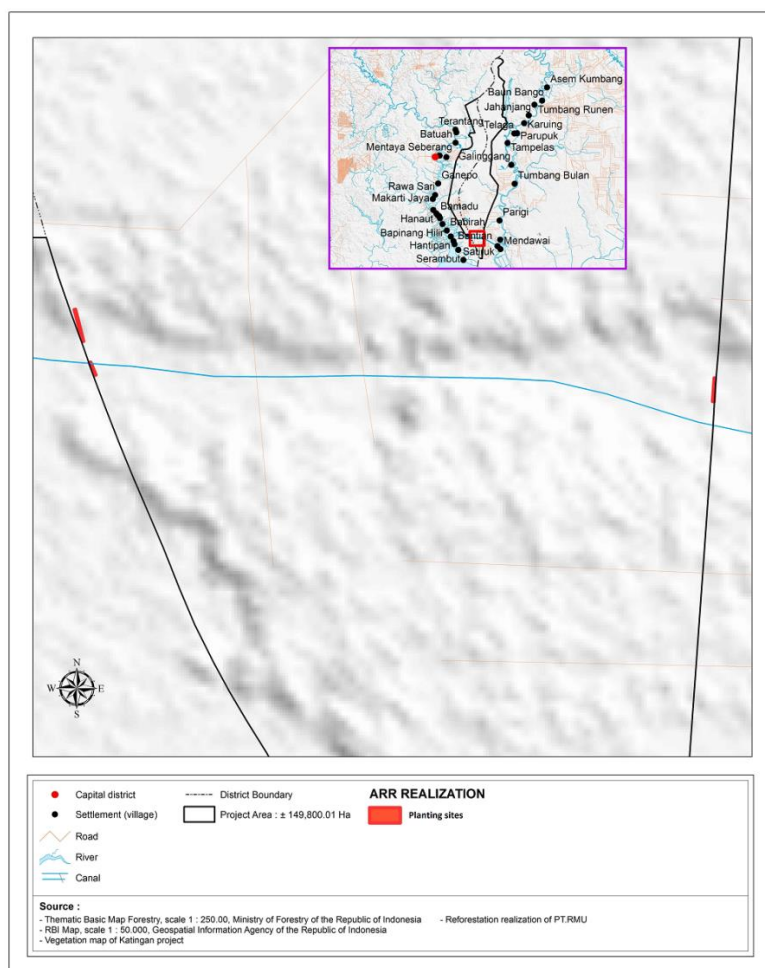 Asem Kumbang
Baun Bango
Jahanjang
Tumbang Runen
Terantang
Telaga
Karuing
Batuah
Parupuk
Mentaya Seberang
Tampelas
Galinggang
Ganepo
Tumbang Bulan
Rawa Sari
Makarti Jaya
Bamadu
Parigi
Hanaut
Babirah
Bapinang Hilir
Bantian
Mendawai
Hantipan
Satiruk
Serambut
N
W E
S
Capital district
District Boundary
ARR REALIZATION
Settlement (village)
Project Area : ± 149,800.01 Ha
Planting sites
Road
River
Canal
Source :
- Thematic Basic Map Forestry, scale 1 : 250.00, Ministry of Forestry of the Republic of Indonesia - Reforestation realization of PT.RMU
- RBI Map, scale 1 : 50.000, Geospatial Information Agency of the Republic of Indonesia
- Vegetation map of Katingan project